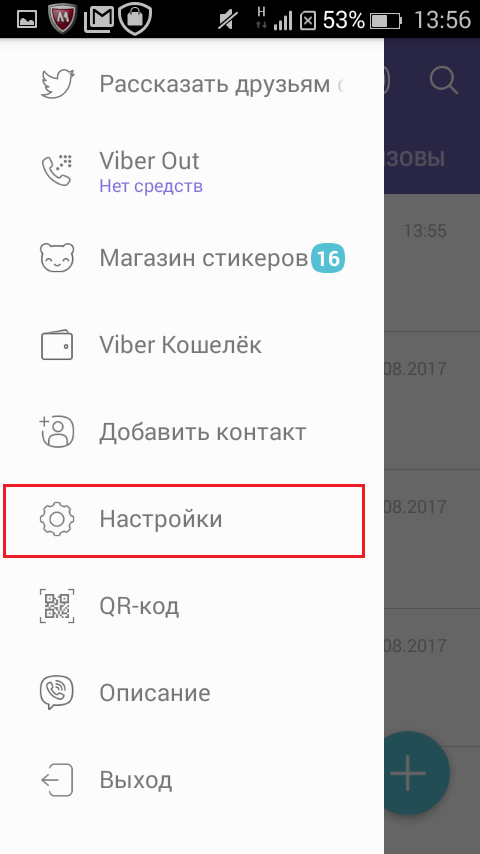 H 53% 13:56
Рассказать друзьям
ЗОВЫ
Viber Out
Нет средств
13:55
Магазин стикеров 16
Viber Кошелёк
08.2017
Добавить контакт
08.2017
Настройки
QR-код
08.2017
Описание
Выход